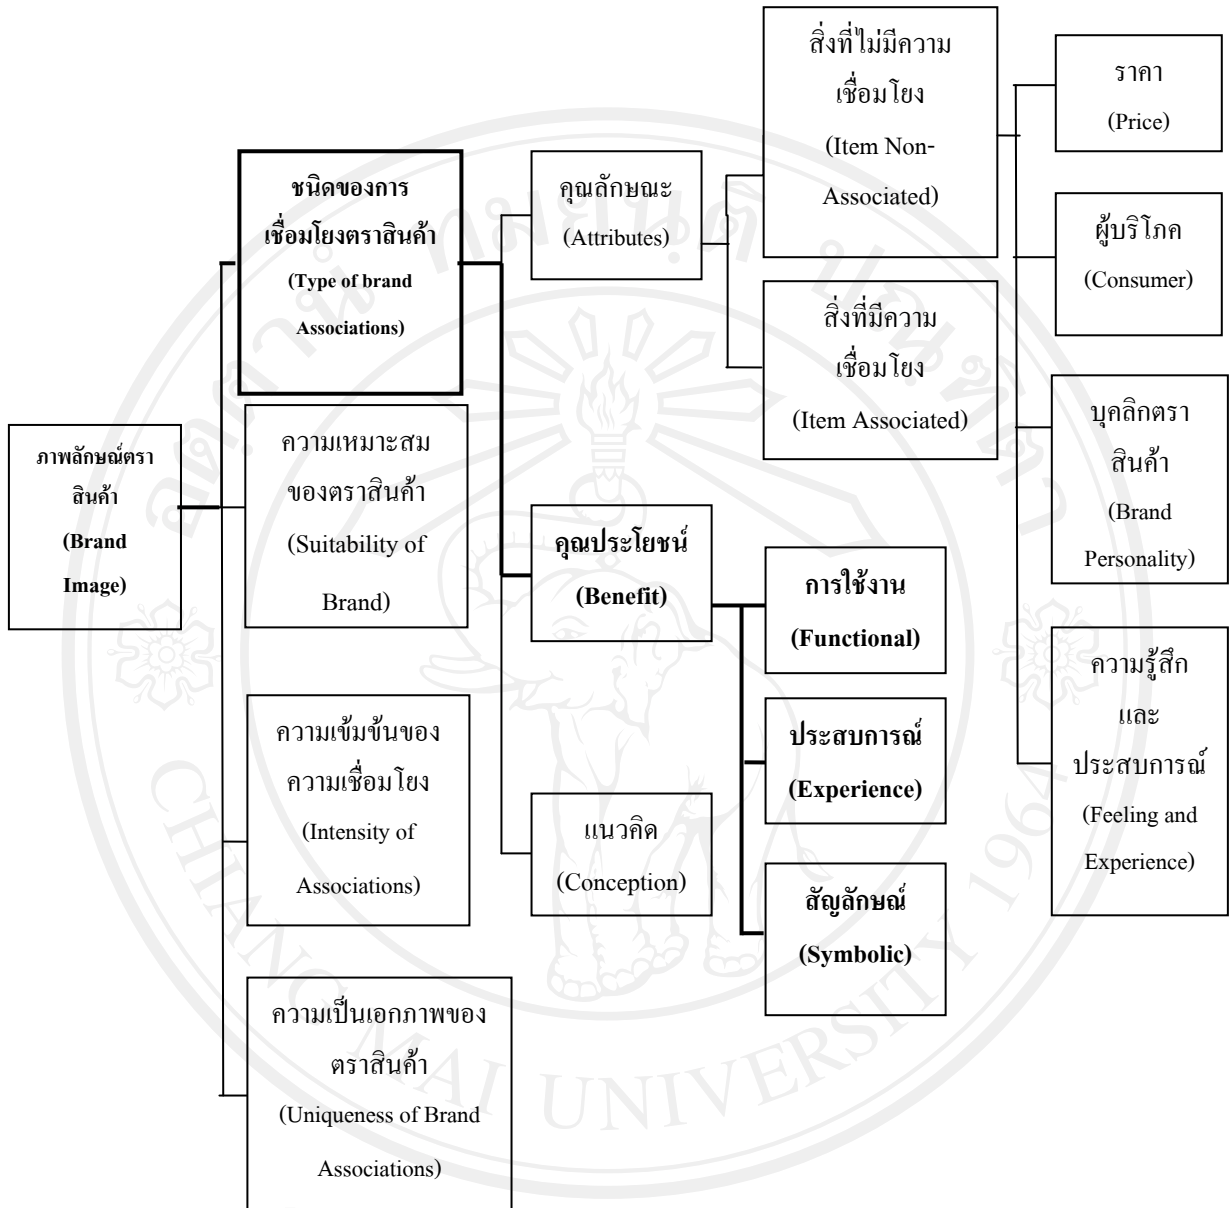 ภาพลักษณ์ตรา
สินค้า
(Brand
Image)
ชนิดของการ
เชื่อมโยงตราสินค้า
(Type of brand
Associations)
ความเหมาะสม
ของตราสินค้า
(Suitability of
Brand)
ความเข้มข้นของ
ความเชื่อมโยง
(Intensity of
Associations)
ความเป็นเอกภาพของ
ตราสินค้า
(Uniqueness of Brand
Associations)
คุณลักษณะ
(Attributes)
คุณประโยชน์
(Benefit)
แนวคิด
(Conception)
สิ่งที่ไม่มีความ
เชื่อมโยง
(Item Non-
Associated)
สิ่งที่มีความ
เชื่อมโยง
(Item Associated)
การใช้งาน
(Functional)
ประสบการณ์
(Experience)
สัญลักษณ์
(Symbolic)
ราคา
(Price)
ผู้บริโภค
(Consumer)
บุคลิกตรา
สินค้า
(Brand
Personality)
ความรู้สึก
และ
ประสบการณ์
(Feeling and
Experience)
CHIANG MAI UNIVERSITY 1964